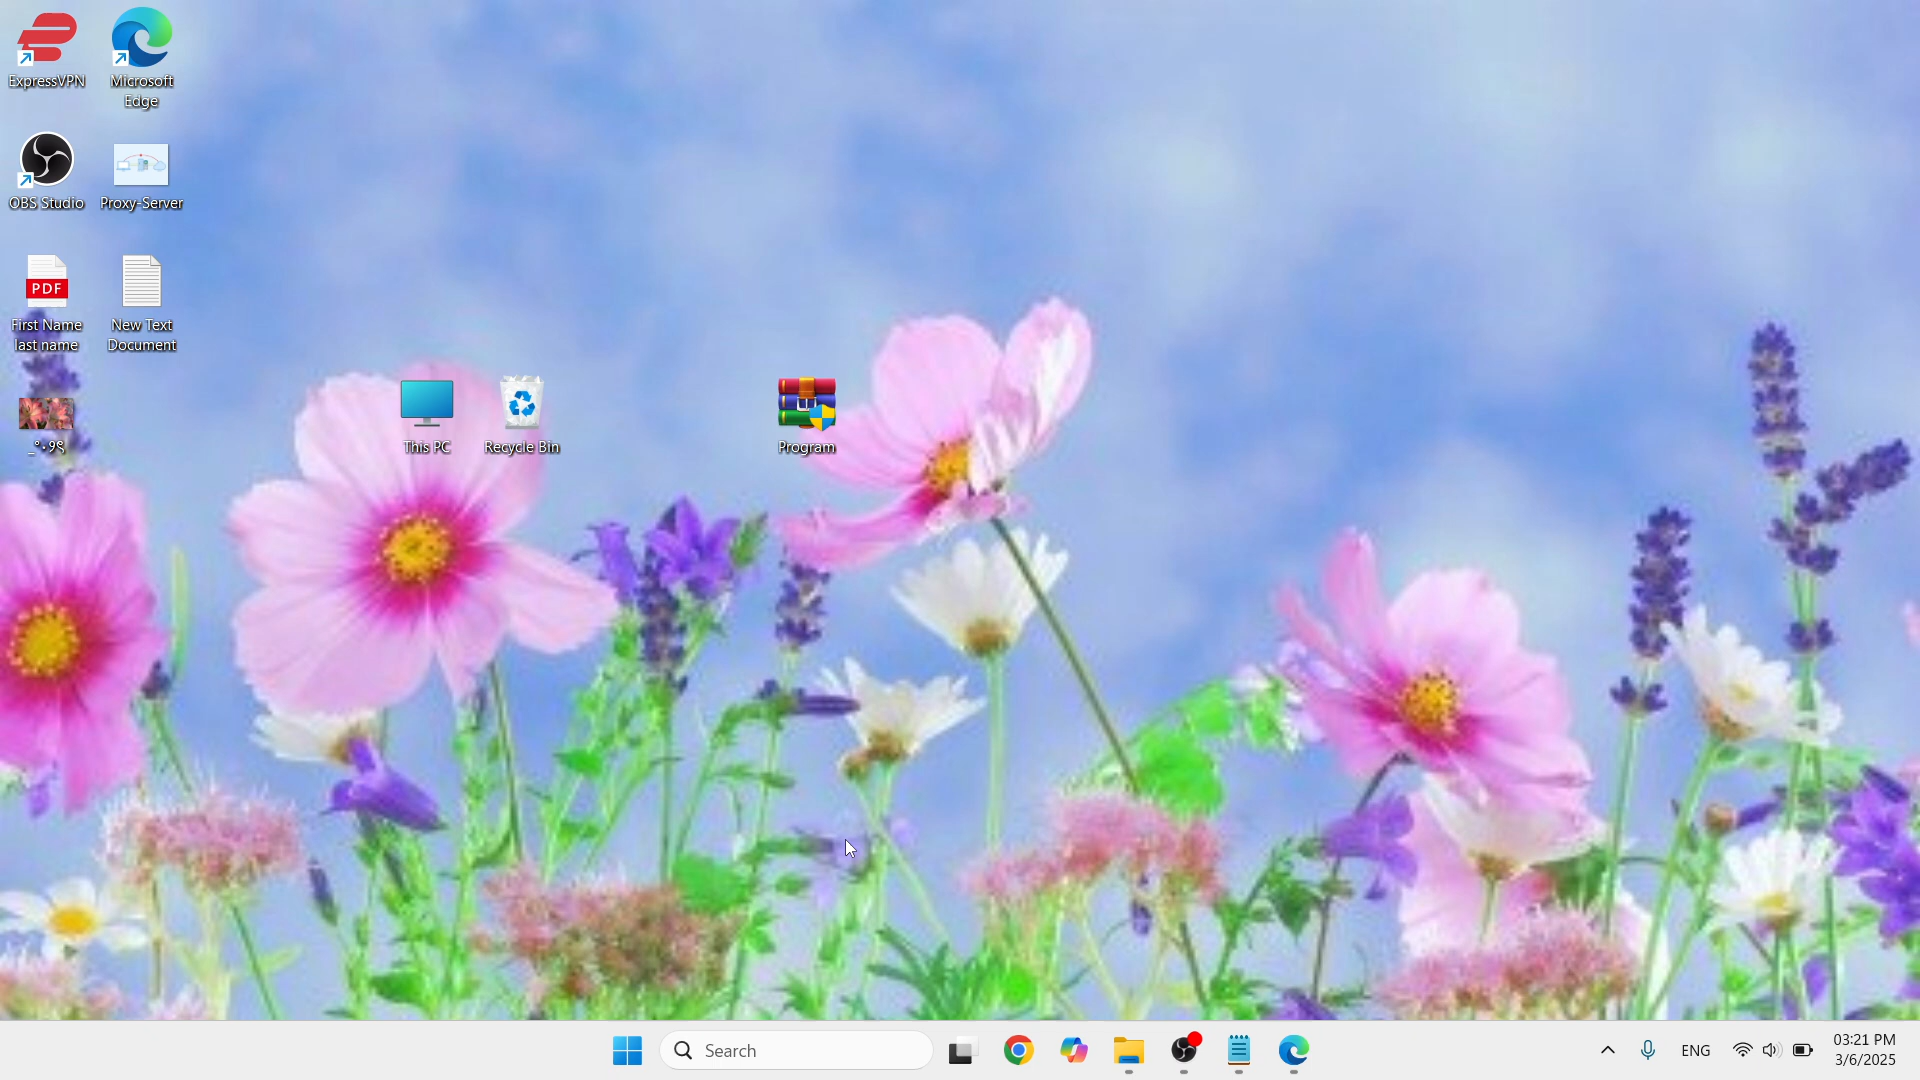 ExpressVPN
Microsoft
Edge
OBS Studio
Proxy-Server
PDF
First Name
last name
New Text
Document
This PC
Recycle Bin
Program
Search
ENG
03:21 PM
3/6/2025